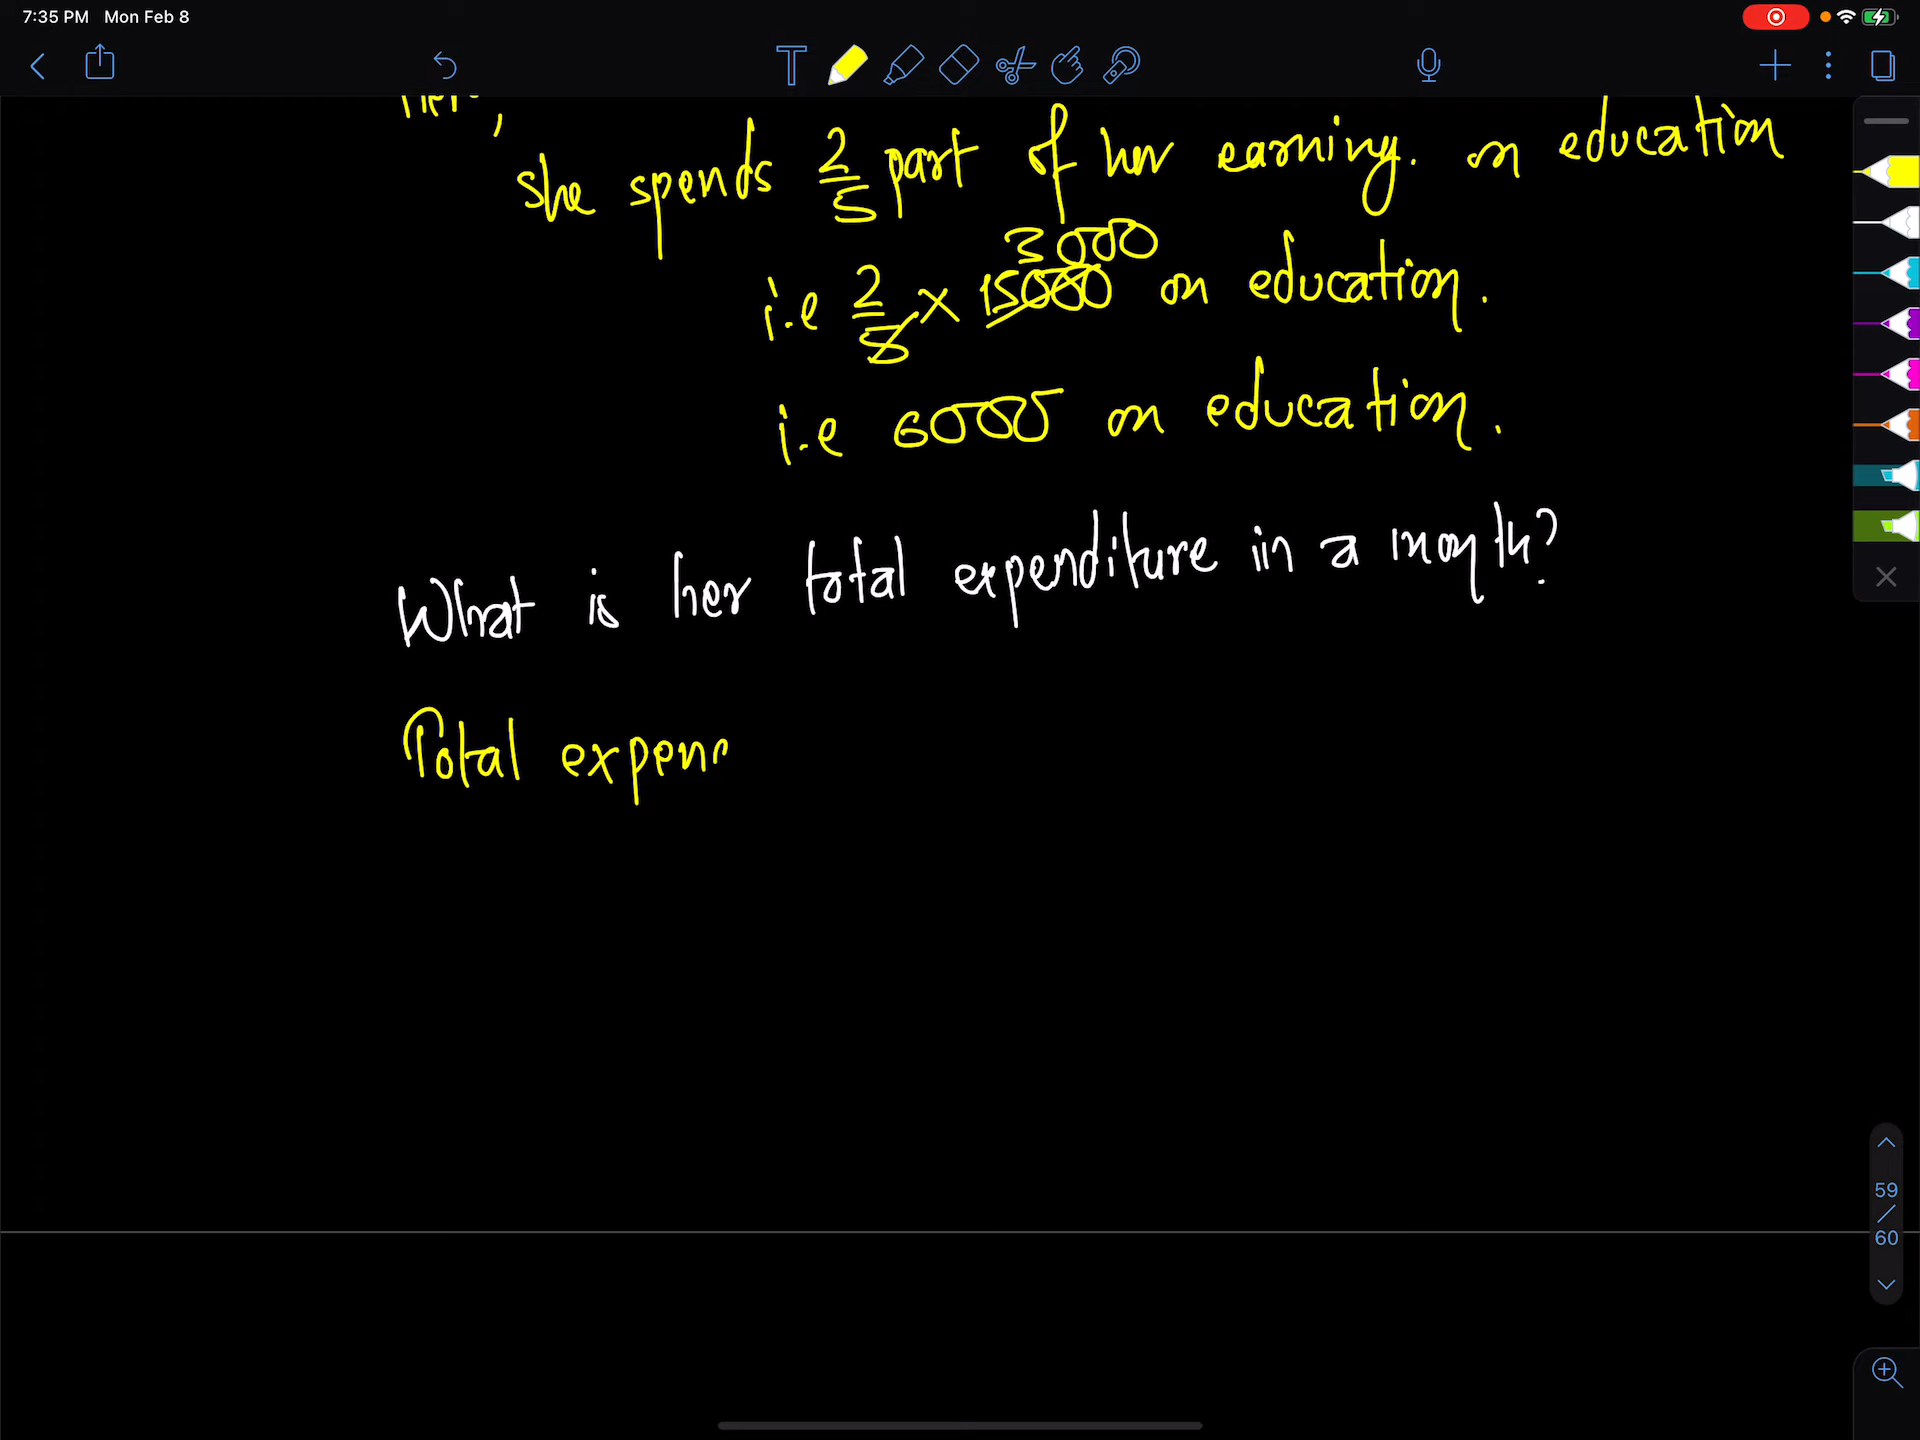 7:35 PM Mon Feb 8
she spends 2/5 part of her earning. on education
3000
i.e 2/5 × 15000 on education.
i.e 6000 on education.
What is her total expenditure in a month?
Total expen
59
/
60